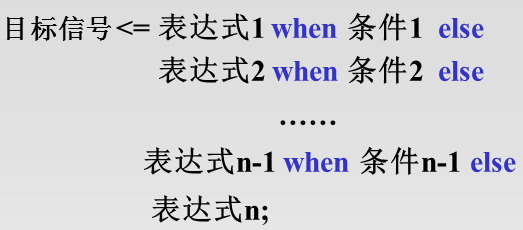 目标信号<= 表达式1 when 条件1 else
表达式2 when 条件2 else
……
表达式n-1 when 条件n-1 else
表达式n;